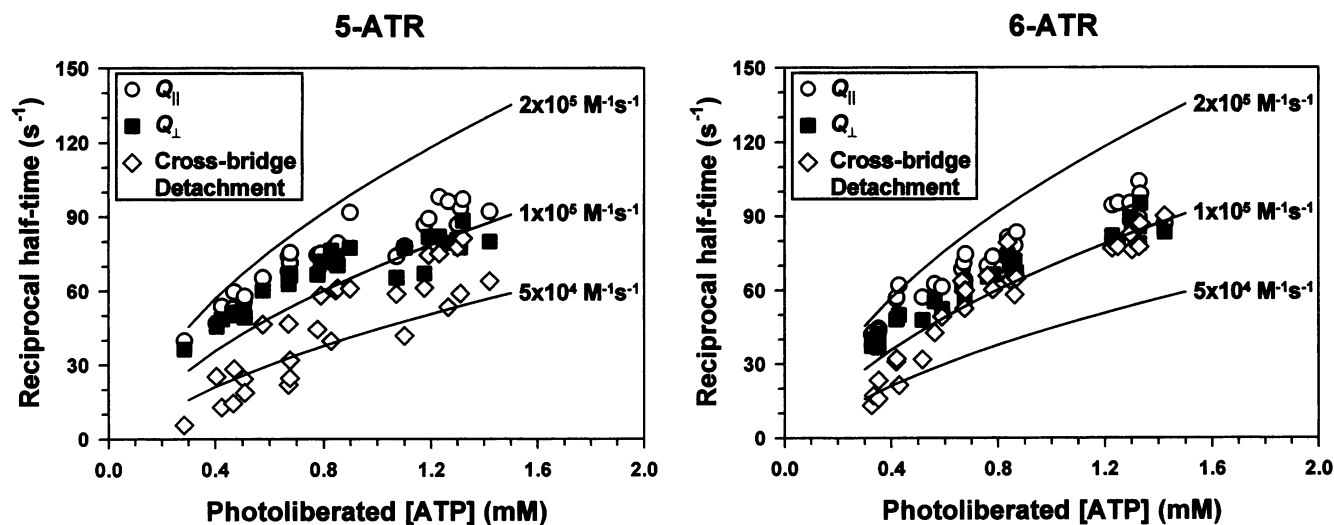 5-ATR
Reciprocal half-time (s⁻¹)
150
120
90
60
30
0
Q||
Q⊥
Cross-bridge
Detachment
2x10⁵ M⁻¹s⁻¹
1x10⁵ M⁻¹s⁻¹
5x10⁴ M⁻¹s⁻¹
0.0 0.4 0.8 1.2 1.6 2.0
Photoliberated [ATP] (mM)
6-ATR
Reciprocal half-time (s⁻¹)
150
120
90
60
30
0
Q||
Q⊥
Cross-bridge
Detachment
2x10⁵ M⁻¹s⁻¹
1x10⁵ M⁻¹s⁻¹
5x10⁴ M⁻¹s⁻¹
0.0 0.4 0.8 1.2 1.6 2.0
Photoliberated [ATP] (mM)